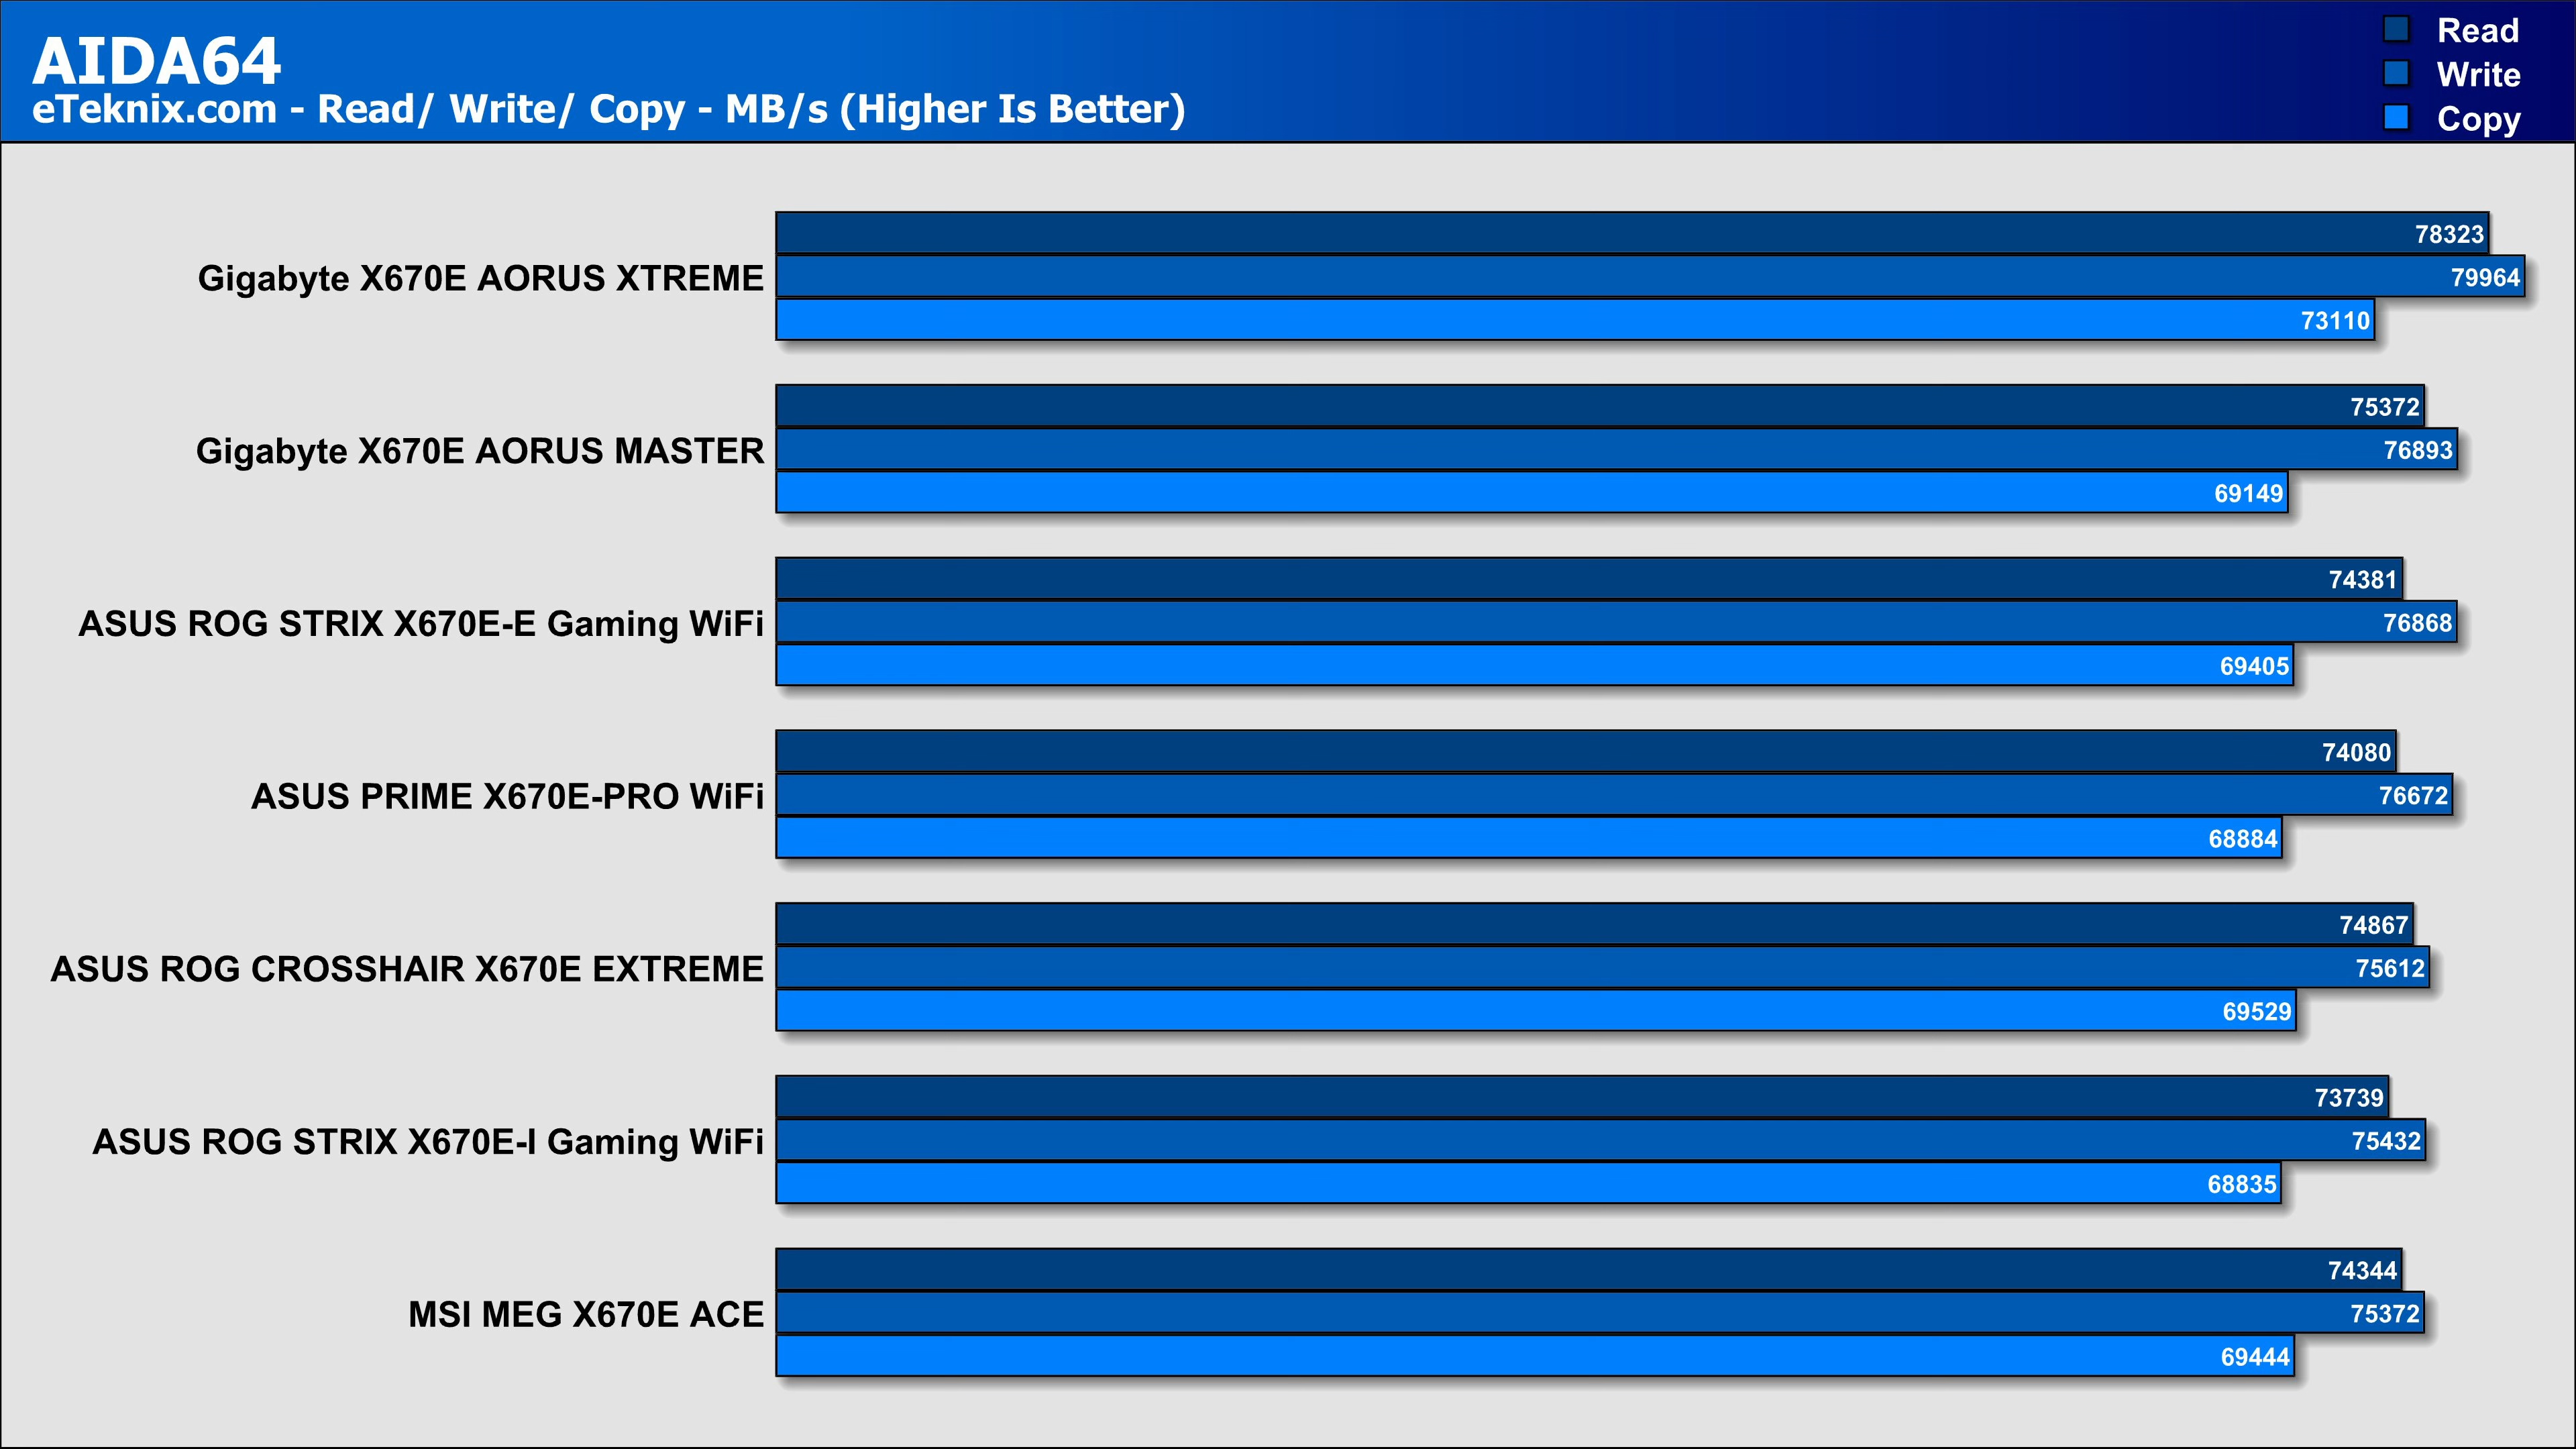 AIDA64
eTeknix.com - Read/ Write/ Copy - MB/s (Higher Is Better)
Read
Write
Copy
Gigabyte X670E AORUS XTREME
78323
79964
73110
Gigabyte X670E AORUS MASTER
75372
76893
69149
ASUS ROG STRIX X670E-E Gaming WiFi
74381
76868
69405
ASUS PRIME X670E-PRO WiFi
74080
76672
68884
ASUS ROG CROSSHAIR X670E EXTREME
74867
75612
69529
ASUS ROG STRIX X670E-I Gaming WiFi
73739
75432
68835
MSI MEG X670E ACE
74344
75372
69444